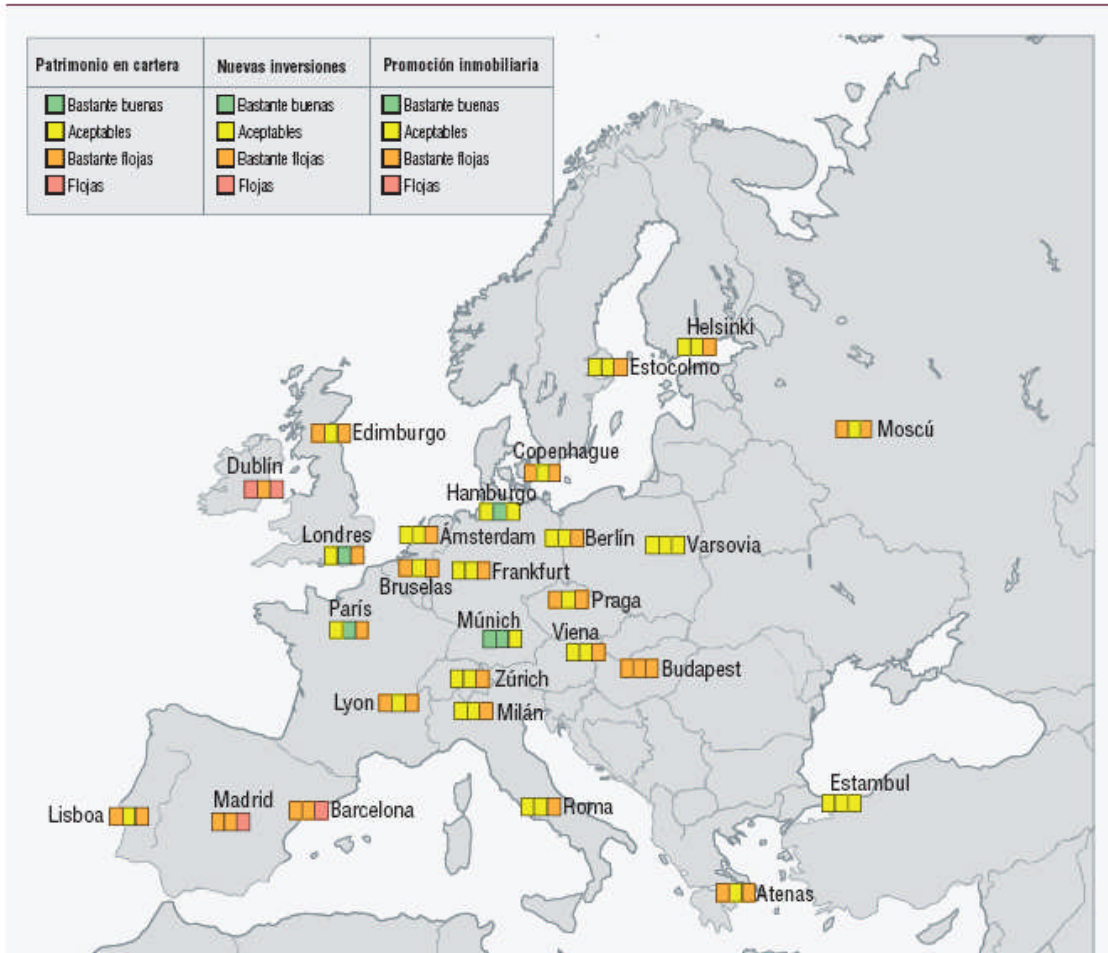 Patrimonio en cartera
Nuevas inversiones
Promoción inmobiliaria
Bastante buenas
Bastante buenas
Bastante buenas
Aceptables
Aceptables
Aceptables
Bastante flojas
Bastante flojas
Bastante flojas
Flojas
Flojas
Flojas
Helsinki
Estocolmo
Moscú
Edimburgo
Copenhague
Dublín
Hamburgo
Londres
Ámsterdam
Berlín
Varsovia
Bruselas
Frankfurt
Praga
París
Múnich
Viena
Budapest
Zúrich
Lyon
Milán
Estambul
Lisboa
Madrid
Barcelona
Roma
Atenas